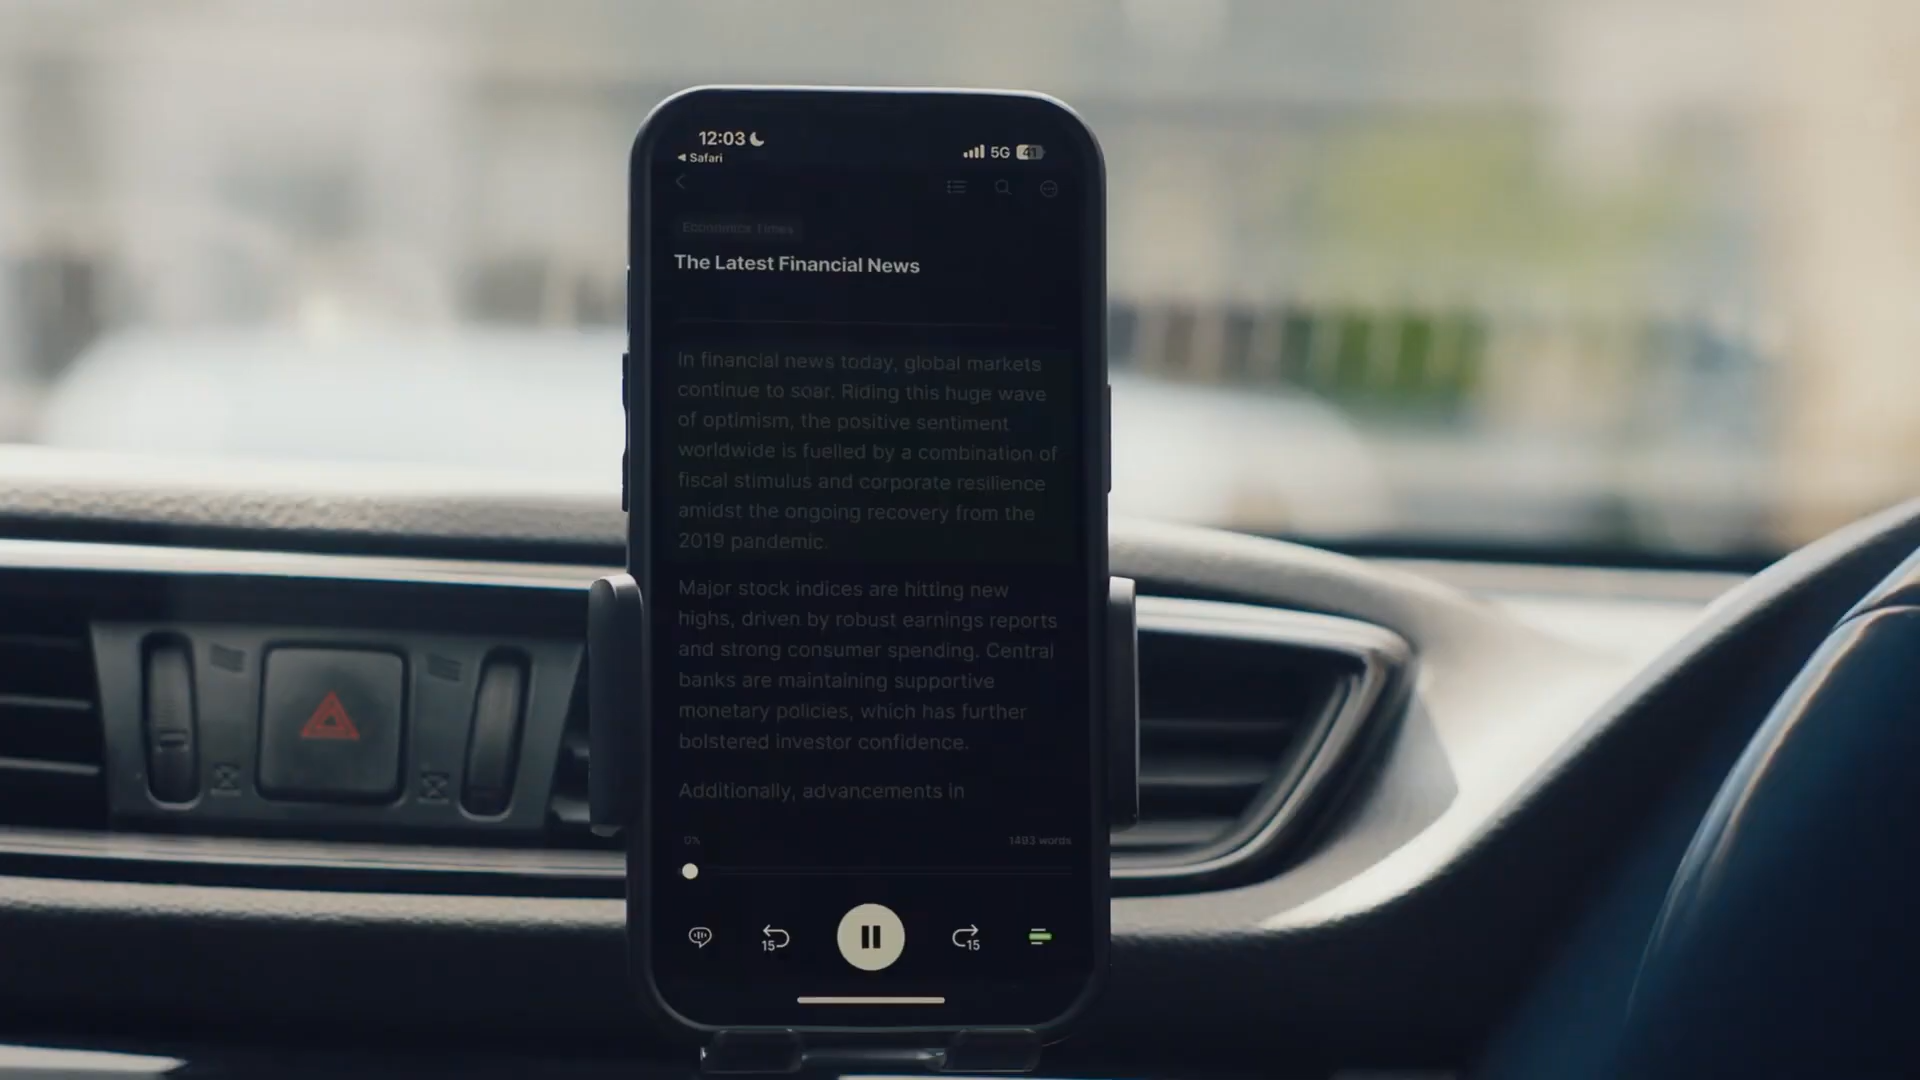 12:03
Safari
5G 41
Economics Times
The Latest Financial News
In financial news today, global markets
continue to soar. Riding this huge wave
of optimism, the positive sentiment
worldwide is fuelled by a combination of
fiscal stimulus and corporate resilience
amidst the ongoing recovery from the
2019 pandemic.
Major stock indices are hitting new
highs, driven by robust earnings reports
and strong consumer spending. Central
banks are maintaining supportive
monetary policies, which has further
bolstered investor confidence.
Additionally, advancements in
0% 1493 words
15 15